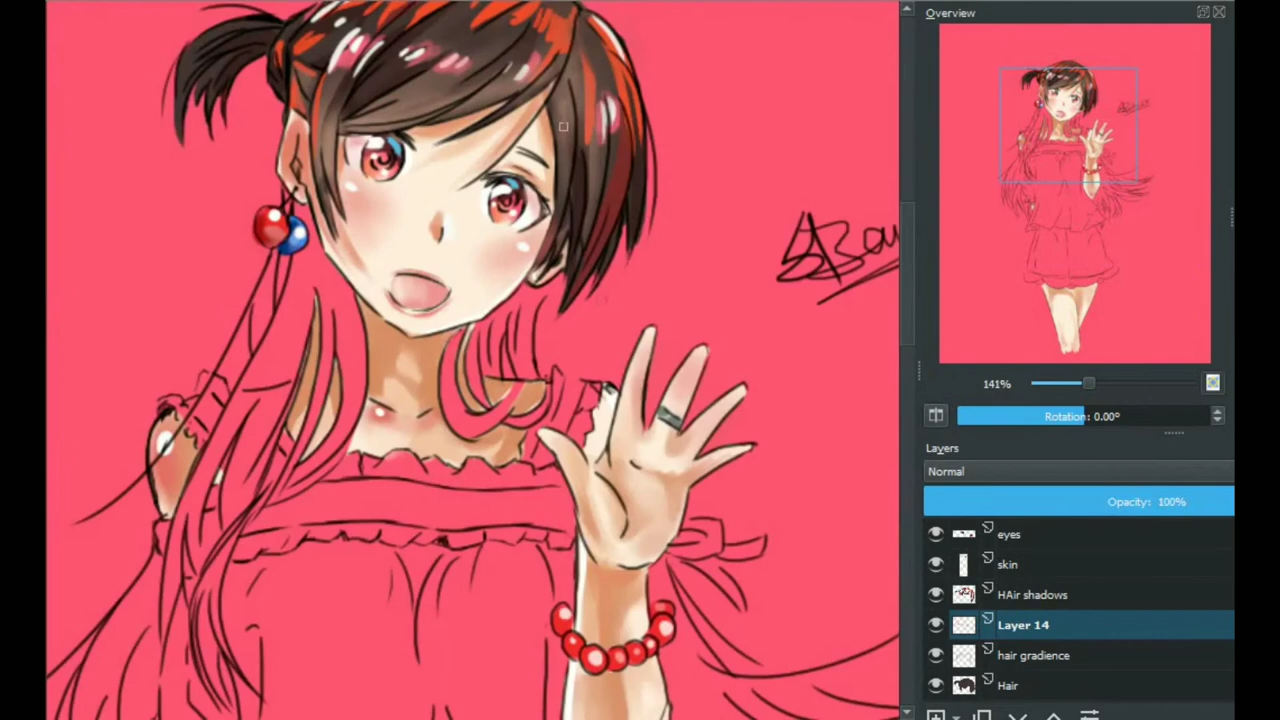 Overview
141%
Rotation: 0.00°
Layers
Normal
Opacity: 100%
eyes
skin
HAir shadows
Layer 14
hair gradience
Hair